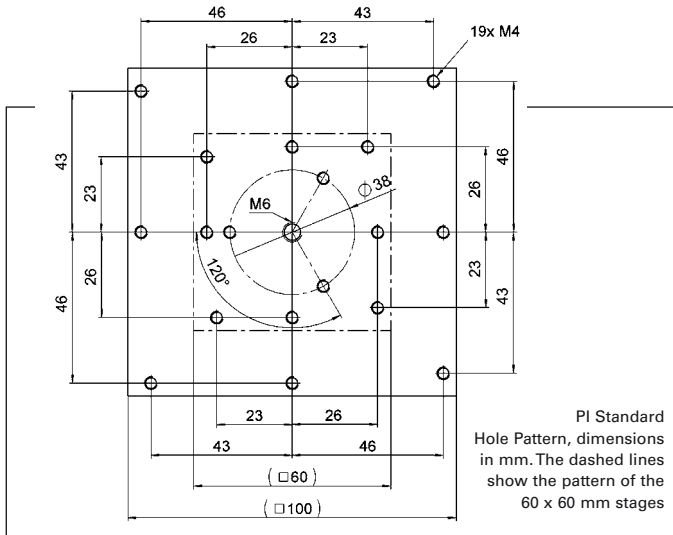 46
43
26
23
19x M4
43
23
46
26
M6
⌀ 38
120°
26
46
23
43
23
26
43
46
( □60 )
( □100 )
PI Standard
Hole Pattern, dimensions
in mm. The dashed lines
show the pattern of the
60 x 60 mm stages